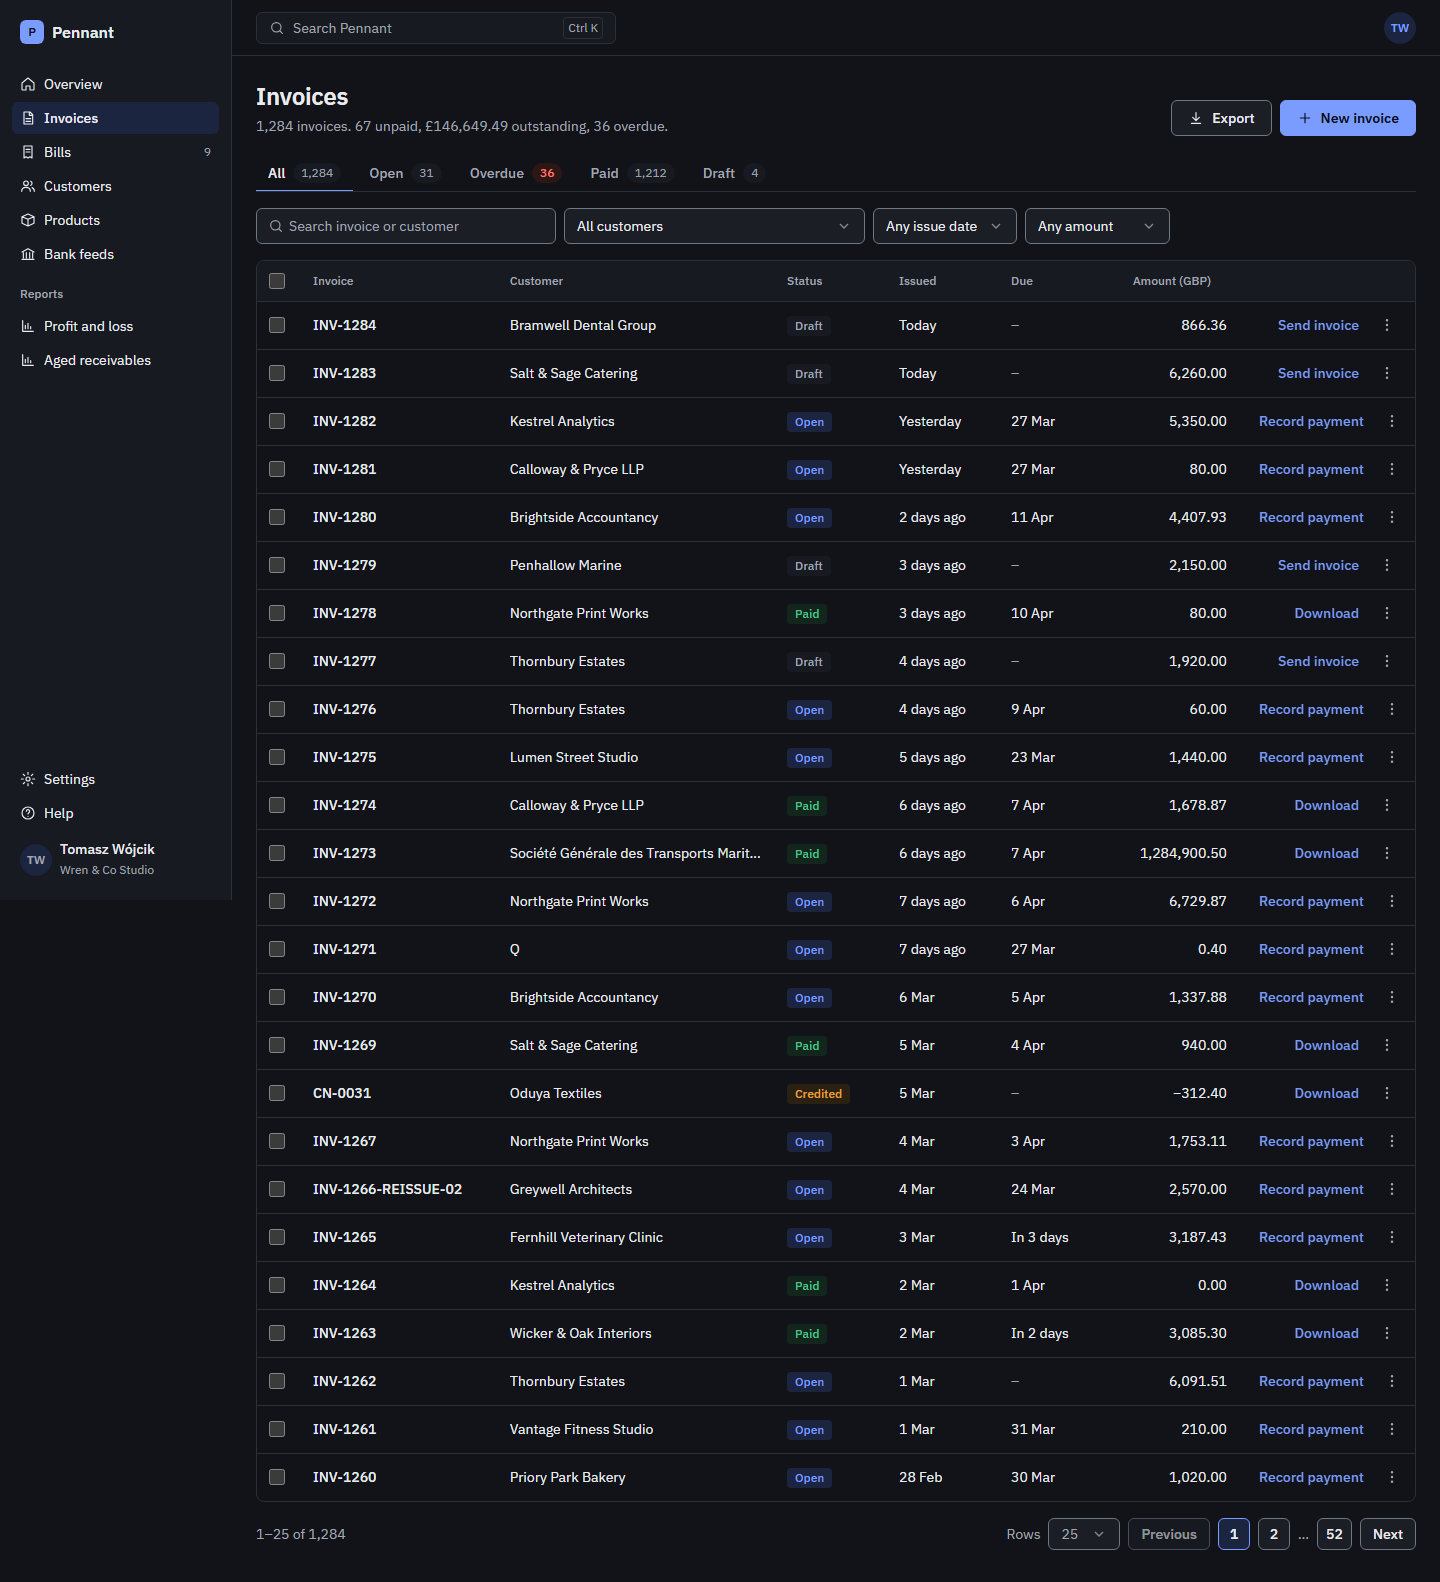 P Pennant
Search Pennant Ctrl K
TW
Overview
Invoices
Bills 9
Customers
Products
Bank feeds
Reports
Profit and loss
Aged receivables
Settings
Help
TW Tomasz Wójcik
Wren & Co Studio
Invoices
1,284 invoices. 67 unpaid, £146,649.49 outstanding, 36 overdue.
Export New invoice
All 1,284 Open 31 Overdue 36 Paid 1,212 Draft 4
Search invoice or customer All customers Any issue date Any amount
Invoice Customer Status Issued Due Amount (GBP)
INV-1284 Bramwell Dental Group Draft Today – 866.36 Send invoice
INV-1283 Salt & Sage Catering Draft Today – 6,260.00 Send invoice
INV-1282 Kestrel Analytics Open Yesterday 27 Mar 5,350.00 Record payment
INV-1281 Calloway & Pryce LLP Open Yesterday 27 Mar 80.00 Record payment
INV-1280 Brightside Accountancy Open 2 days ago 11 Apr 4,407.93 Record payment
INV-1279 Penhallow Marine Draft 3 days ago – 2,150.00 Send invoice
INV-1278 Northgate Print Works Paid 3 days ago 10 Apr 80.00 Download
INV-1277 Thornbury Estates Draft 4 days ago – 1,920.00 Send invoice
INV-1276 Thornbury Estates Open 4 days ago 9 Apr 60.00 Record payment
INV-1275 Lumen Street Studio Open 5 days ago 23 Mar 1,440.00 Record payment
INV-1274 Calloway & Pryce LLP Paid 6 days ago 7 Apr 1,678.87 Download
INV-1273 Société Générale des Transports Marit... Paid 6 days ago 7 Apr 1,284,900.50 Download
INV-1272 Northgate Print Works Open 7 days ago 6 Apr 6,729.87 Record payment
INV-1271 Q Open 7 days ago 27 Mar 0.40 Record payment
INV-1270 Brightside Accountancy Open 6 Mar 5 Apr 1,337.88 Record payment
INV-1269 Salt & Sage Catering Paid 5 Mar 4 Apr 940.00 Download
CN-0031 Oduya Textiles Credited 5 Mar – −312.40 Download
INV-1267 Northgate Print Works Open 4 Mar 3 Apr 1,753.11 Record payment
INV-1266-REISSUE-02 Greywell Architects Open 4 Mar 24 Mar 2,570.00 Record payment
INV-1265 Fernhill Veterinary Clinic Open 3 Mar In 3 days 3,187.43 Record payment
INV-1264 Kestrel Analytics Paid 2 Mar 1 Apr 0.00 Download
INV-1263 Wicker & Oak Interiors Paid 2 Mar In 2 days 3,085.30 Download
INV-1262 Thornbury Estates Open 1 Mar – 6,091.51 Record payment
INV-1261 Vantage Fitness Studio Open 1 Mar 31 Mar 210.00 Record payment
INV-1260 Priory Park Bakery Open 28 Feb 30 Mar 1,020.00 Record payment
1–25 of 1,284 Rows 25 Previous 1 2 ... 52 Next